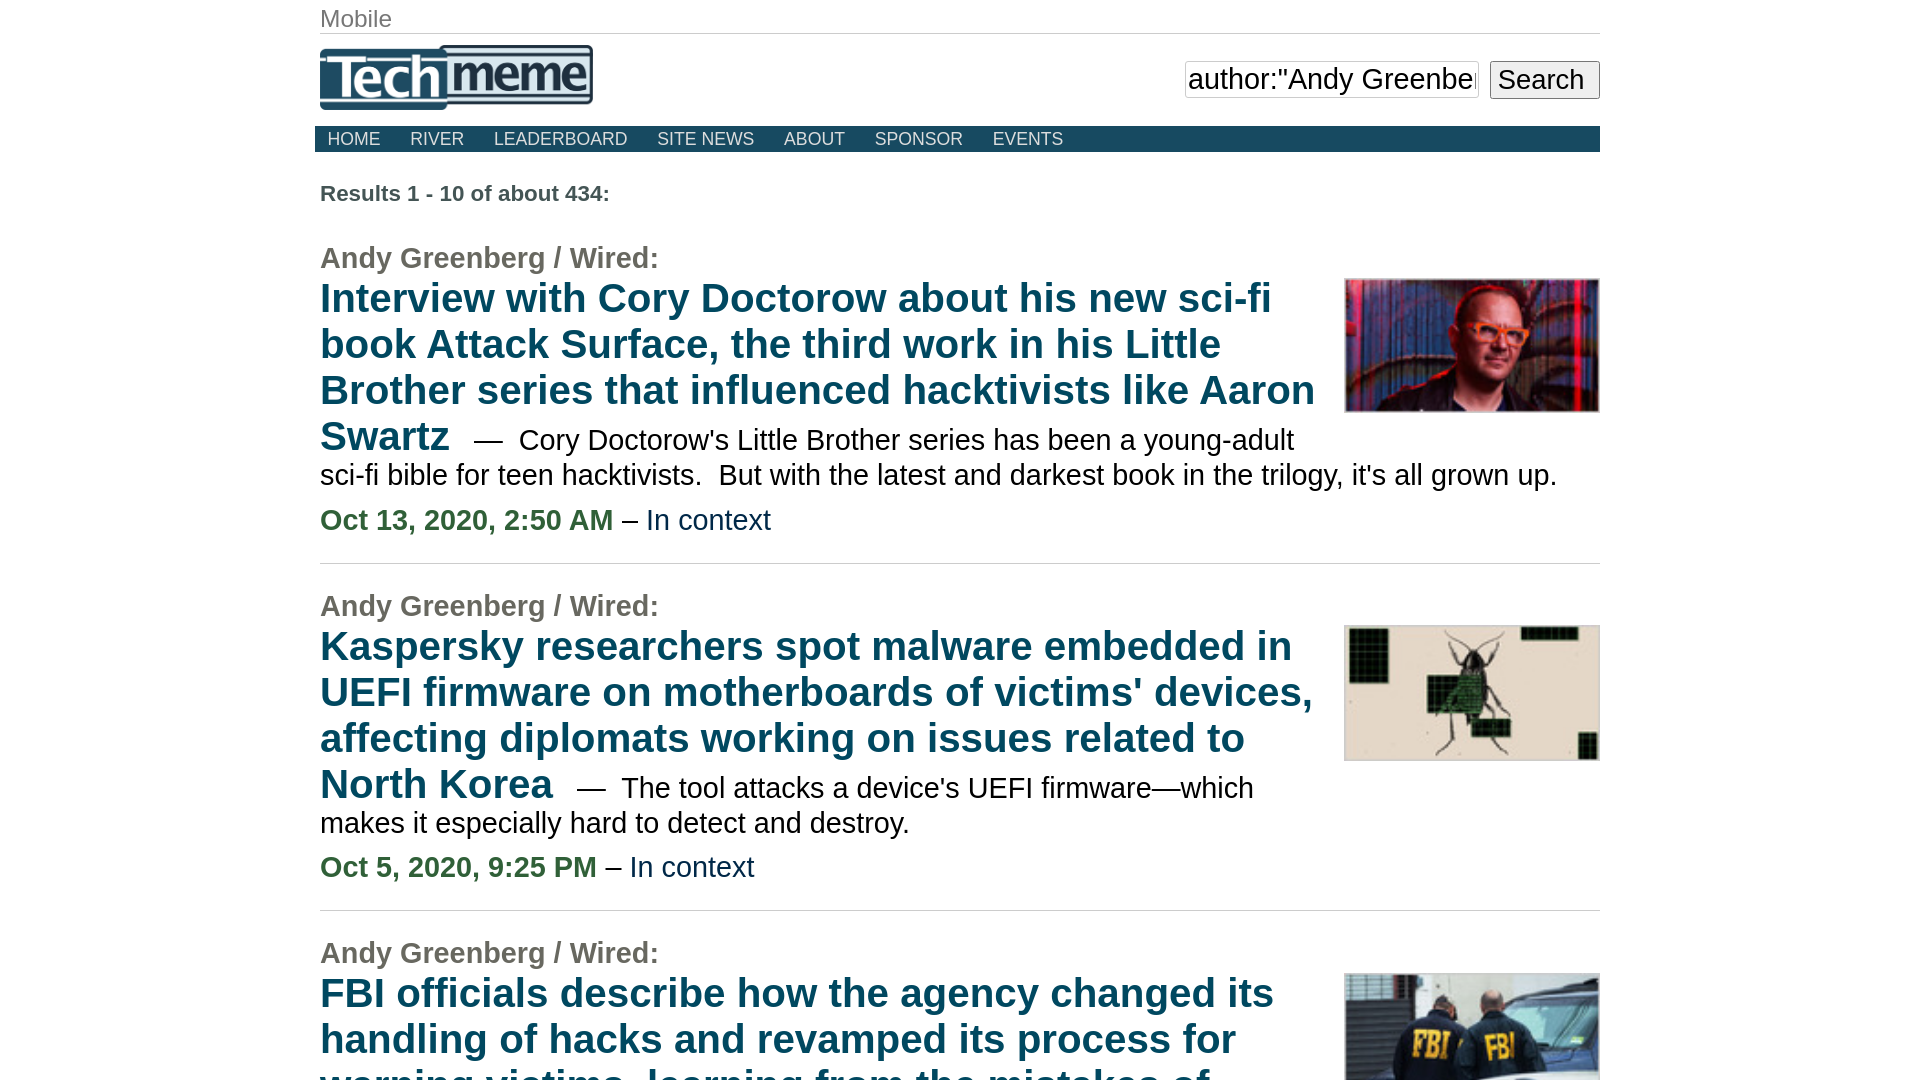 Mobile
Techmeme
author:"Andy Greenber
Search
HOME RIVER LEADERBOARD SITE NEWS ABOUT SPONSOR EVENTS
Results 1 - 10 of about 434:
Andy Greenberg / Wired:
Interview with Cory Doctorow about his new sci-fi
book Attack Surface, the third work in his Little
Brother series that influenced hacktivists like Aaron
Swartz — Cory Doctorow's Little Brother series has been a young-adult
sci-fi bible for teen hacktivists. But with the latest and darkest book in the trilogy, it's all grown up.
Oct 13, 2020, 2:50 AM – In context
Andy Greenberg / Wired:
Kaspersky researchers spot malware embedded in
UEFI firmware on motherboards of victims' devices,
affecting diplomats working on issues related to
North Korea — The tool attacks a device's UEFI firmware—which
makes it especially hard to detect and destroy.
Oct 5, 2020, 9:25 PM – In context
Andy Greenberg / Wired:
FBI officials describe how the agency changed its
handling of hacks and revamped its process for
warning victims, learning from the mistakes of
FBI FBI